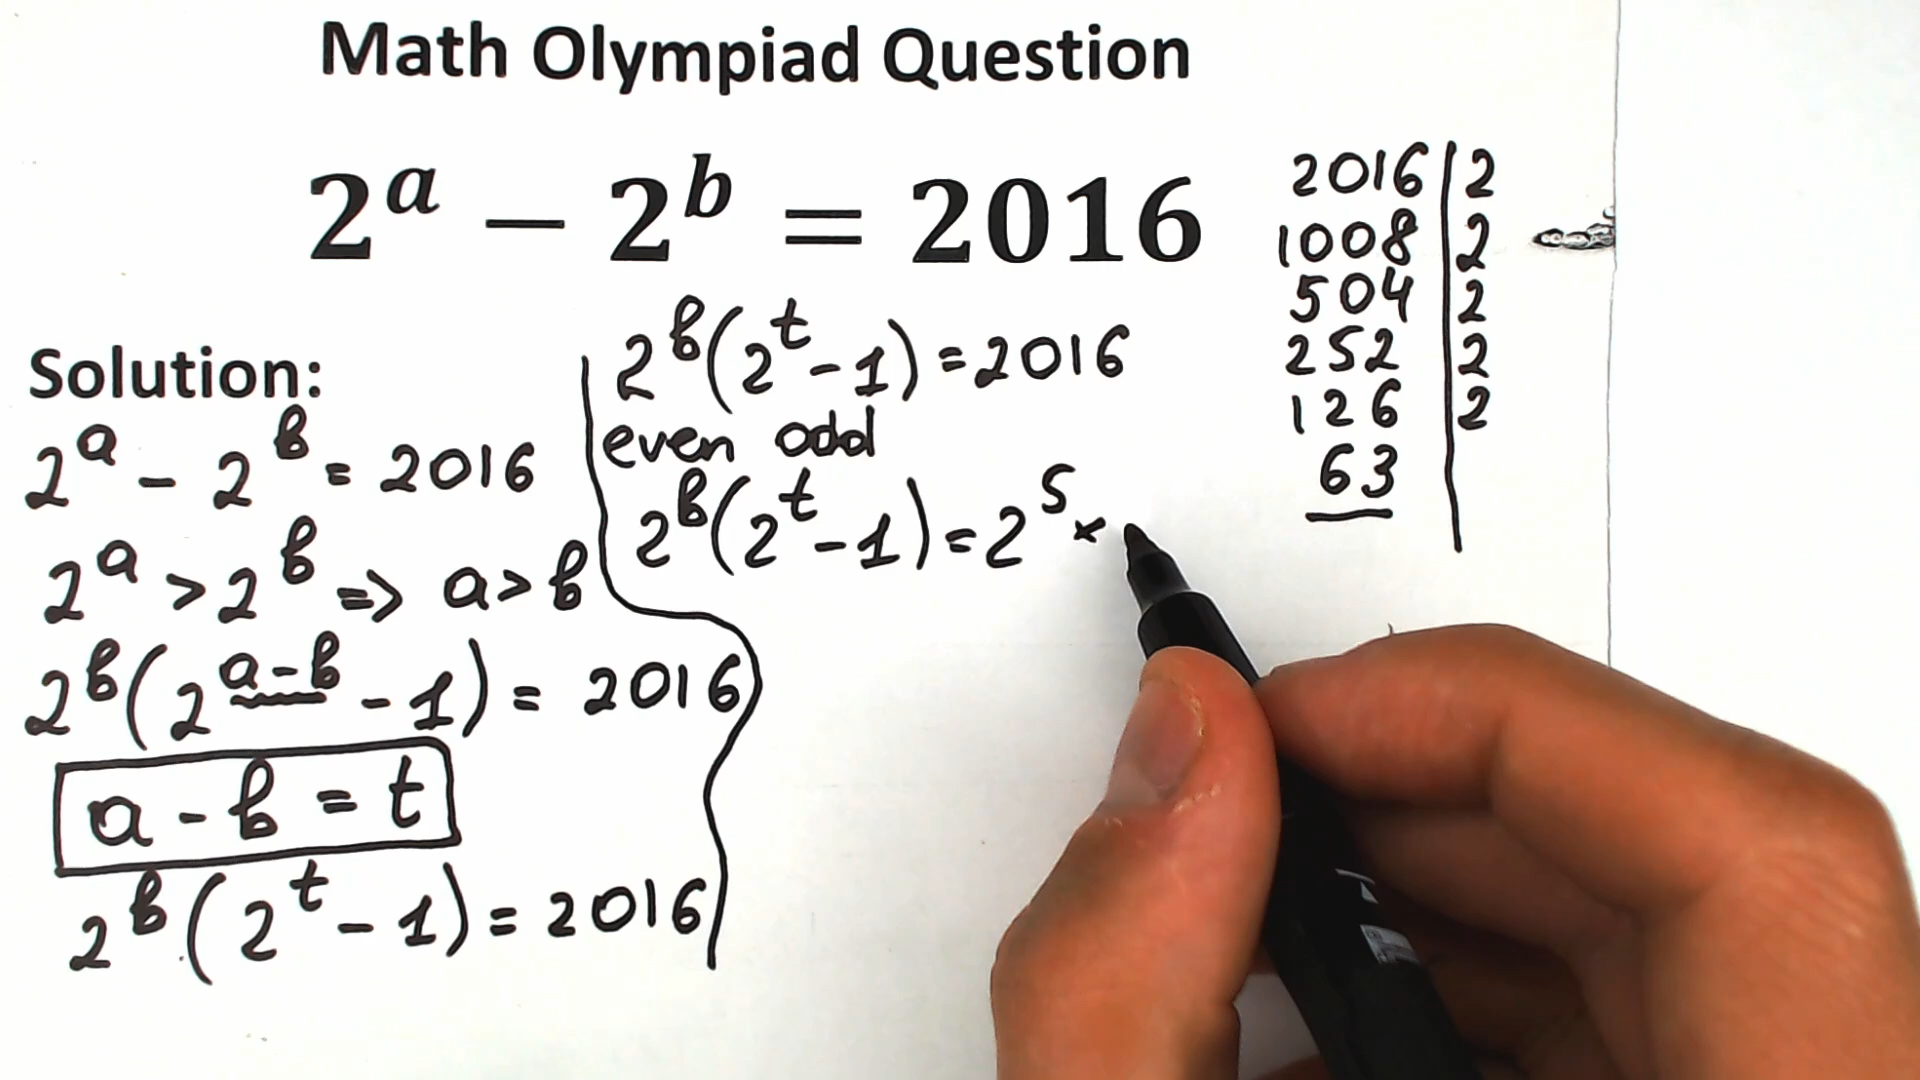 Math Olympiad Question
2^a − 2^b = 2016
Solution:
2^a - 2^b = 2016
2^a > 2^b => a > b
2^b(2^(a-b) - 1) = 2016
a - b = t
2^b(2^t - 1) = 2016
2^b(2^t - 1) = 2016
even odd
2^b(2^t - 1) = 2^5 ×
2016 | 2
1008 | 2
504 | 2
252 | 2
126 | 2
63 |